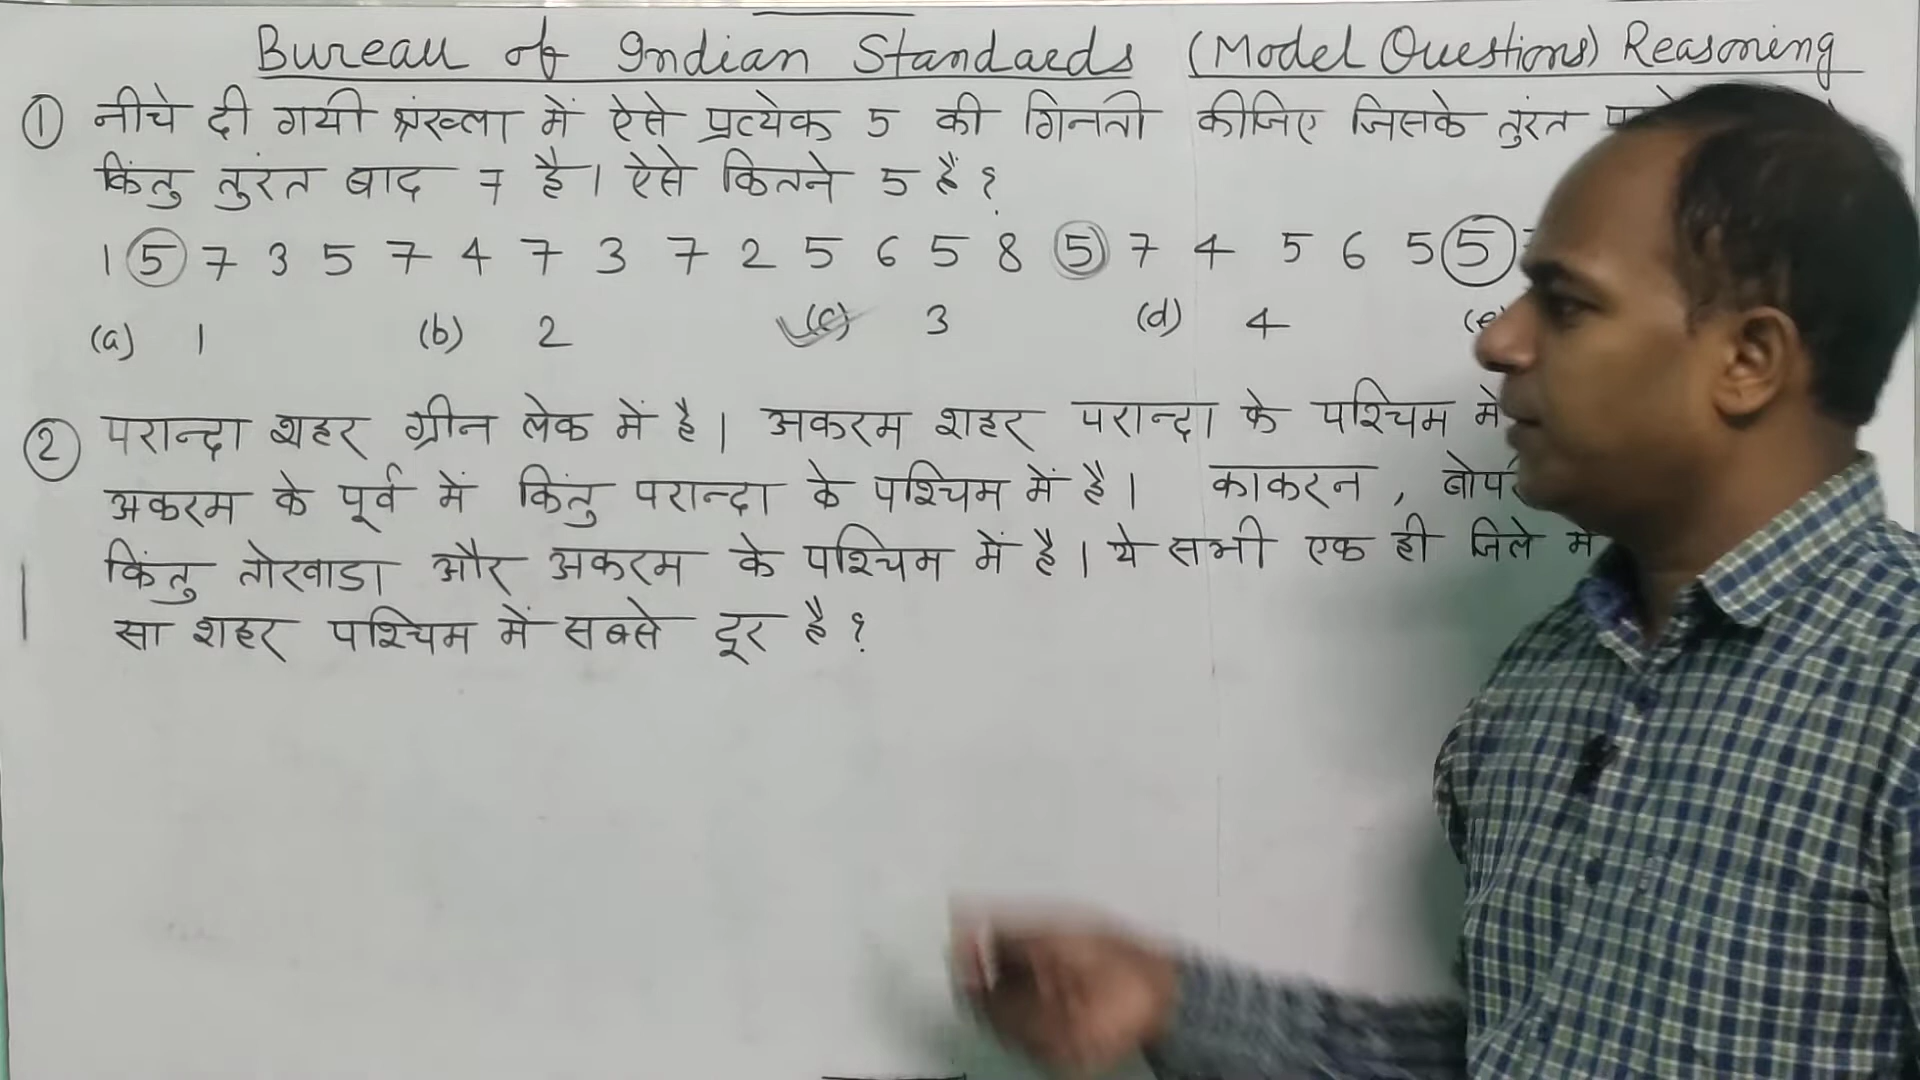 Bureau of Indian Standards (Model Questions) Reasoning
① नीचे दी गयी श्रंख्ला में ऐसे प्रत्येक 5 की गिनती कीजिए जिसके तुरंत
किंतु तुरंत बाद 7 है। ऐसे कितने 5 हैं ?
1 5 7 3 5 7 4 7 3 7 2 5 6 5 8 5 7 4 5 6 5 5
(a) 1 (b) 2 (c) 3 (d) 4
② परान्दा शहर ग्रीन लेक में है। अकरम शहर परान्दा के पश्चिम में
अकरम के पूर्व में किंतु परान्दा के पश्चिम में है। काकरन ,
किंतु तोरवाडा और अकरम के पश्चिम में है। ये सभी एक ही जिले में
सा शहर पश्चिम में सबसे दूर है ?